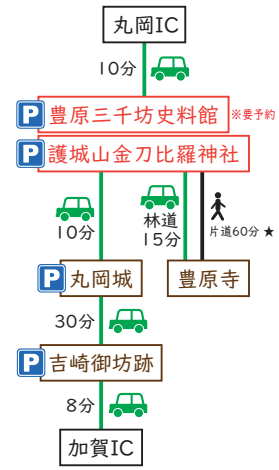 丸岡IC
10分
P 豊原三千坊史料館 ※要予約
P 護城山金刀比羅神社
10分
林道
15分
片道60分 ★
P 丸岡城
豊原寺
30分
P 吉崎御坊跡
8分
加賀IC